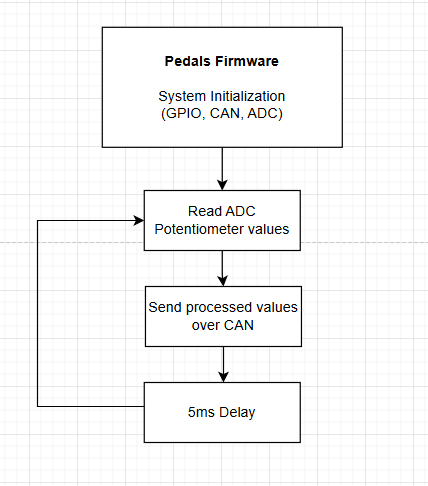 Pedals Firmware
System Initialization
(GPIO, CAN, ADC)
Read ADC
Potentiometer values
Send processed values
over CAN
5ms Delay